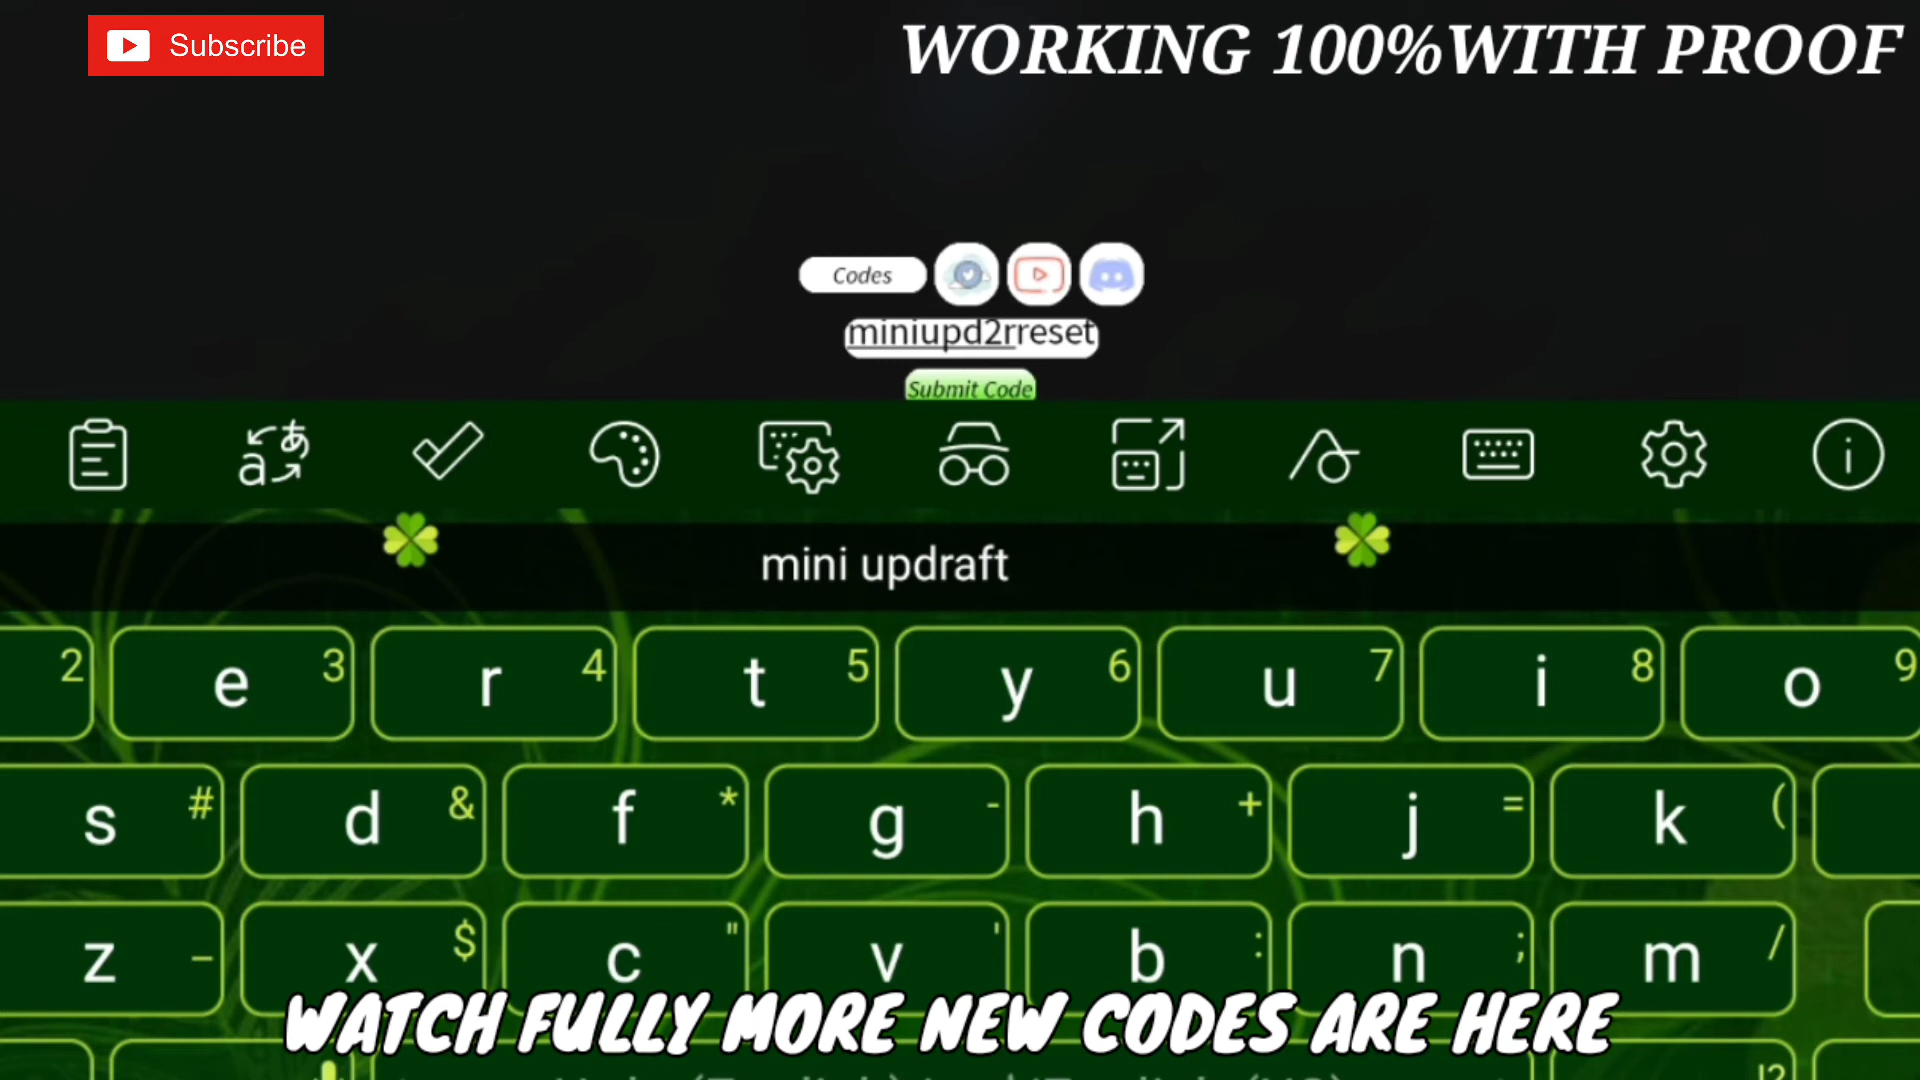 Subscribe
WORKING 100%WITH PROOF
Codes
miniupd2rreset
Submit Code
a あ
mini updraft
2 e 3 r 4 t 5 y 6 u 7 i 8 o 9
s # d & f * g - h + j = k (
z _ x $ c " v ' b : n ; m /
WATCH FULLY MORE NEW CODES ARE HERE
!?